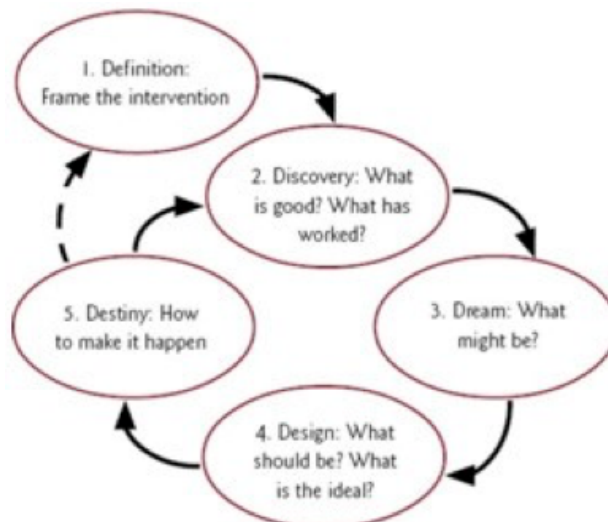 1. Definition:
Frame the intervention
2. Discovery: What
is good? What has
worked?
3. Dream: What
might be?
4. Design: What
should be? What
is the ideal?
5. Destiny: How
to make it happen